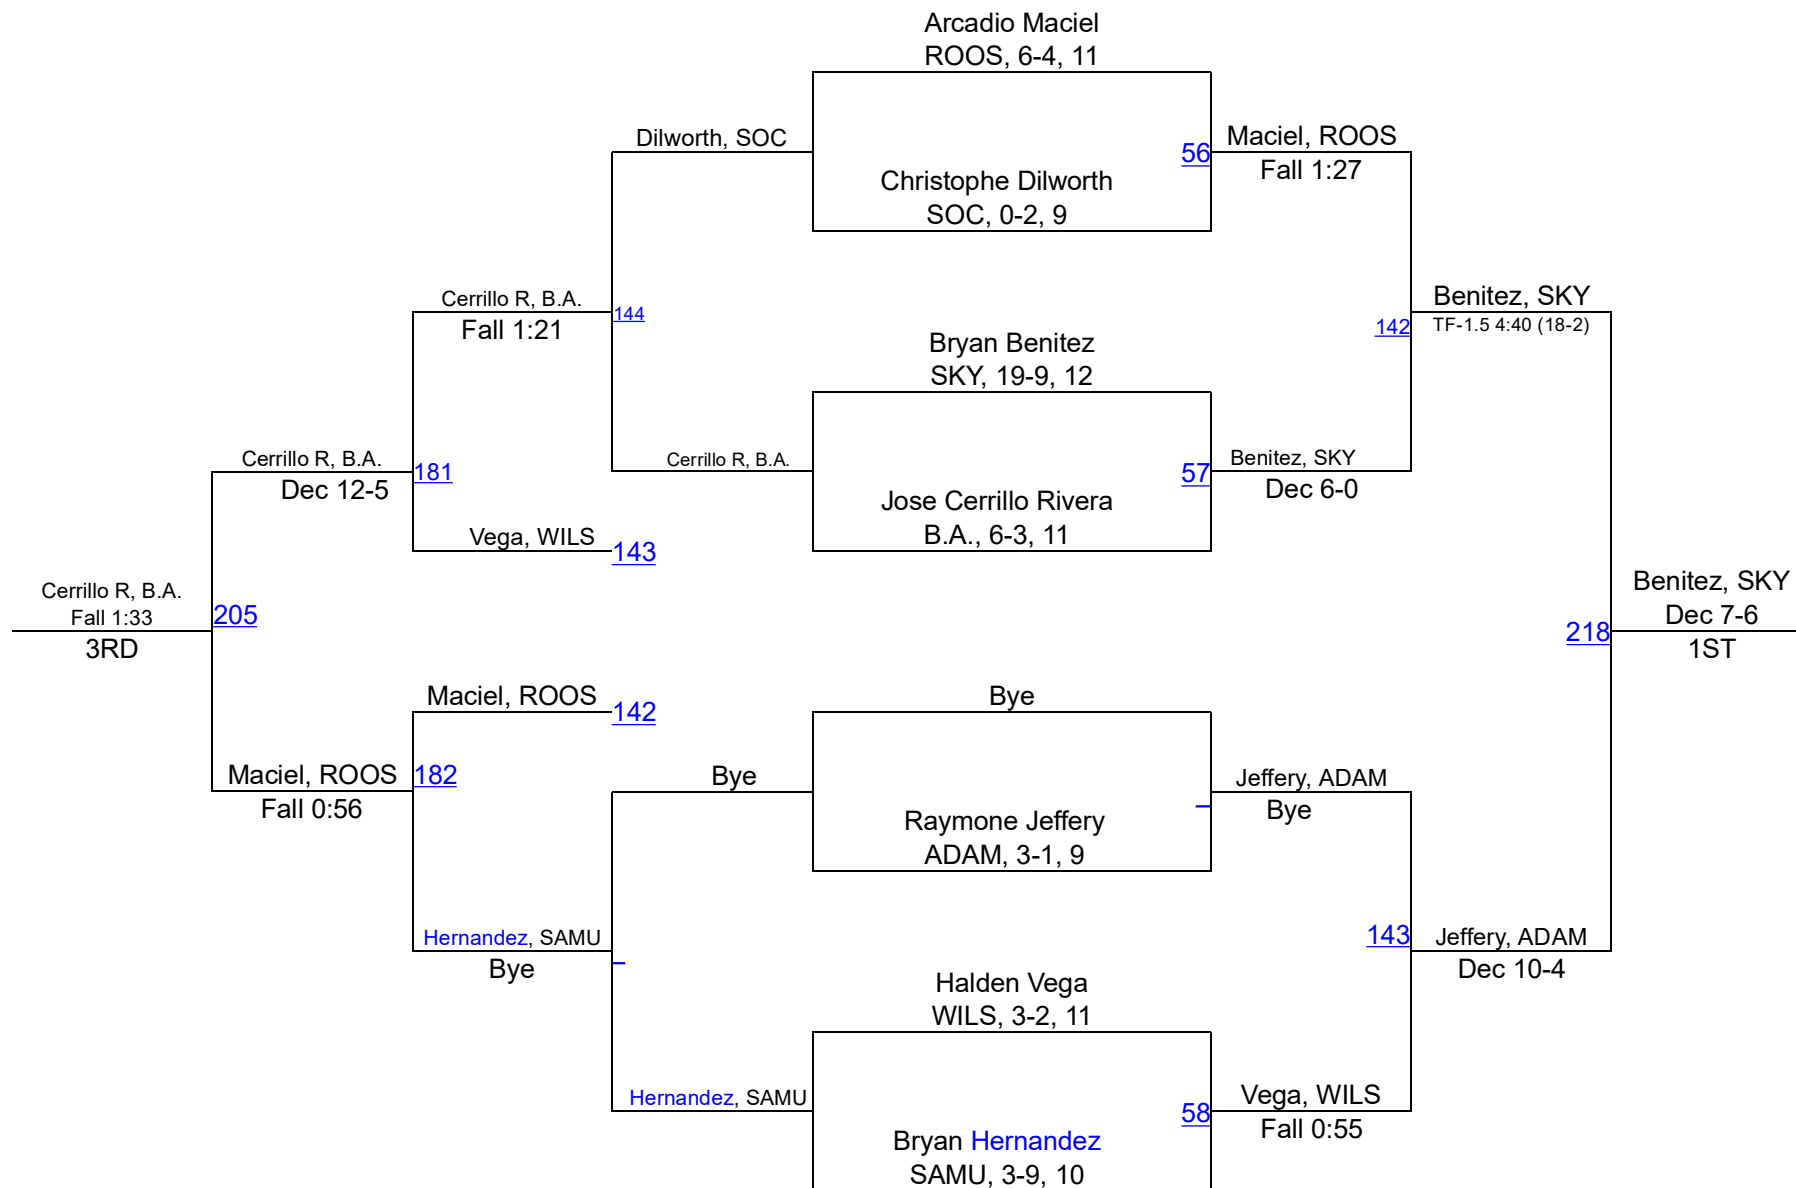 Arcadio Maciel
ROOS, 6-4, 11
Dilworth, SOC
56
Maciel, ROOS
Fall 1:27
Christophe Dilworth
SOC, 0-2, 9
Cerrillo R, B.A.
Fall 1:21
144
Benitez, SKY
TF-1.5 4:40 (18-2)
142
Bryan Benitez
SKY, 19-9, 12
Cerrillo R, B.A.
Dec 12-5
181
Cerrillo R, B.A.
57
Benitez, SKY
Dec 6-0
Jose Cerrillo Rivera
B.A., 6-3, 11
Vega, WILS
143
Cerrillo R, B.A.
Fall 1:33
3RD
205
218
Benitez, SKY
Dec 7-6
1ST
Maciel, ROOS
142
Bye
Maciel, ROOS
Fall 0:56
182
Bye
Jeffery, ADAM
Bye
Raymone Jeffery
ADAM, 3-1, 9
Hernandez, SAMU
Bye
143
Jeffery, ADAM
Dec 10-4
Halden Vega
WILS, 3-2, 11
Hernandez, SAMU
58
Vega, WILS
Fall 0:55
Bryan Hernandez
SAMU, 3-9, 10